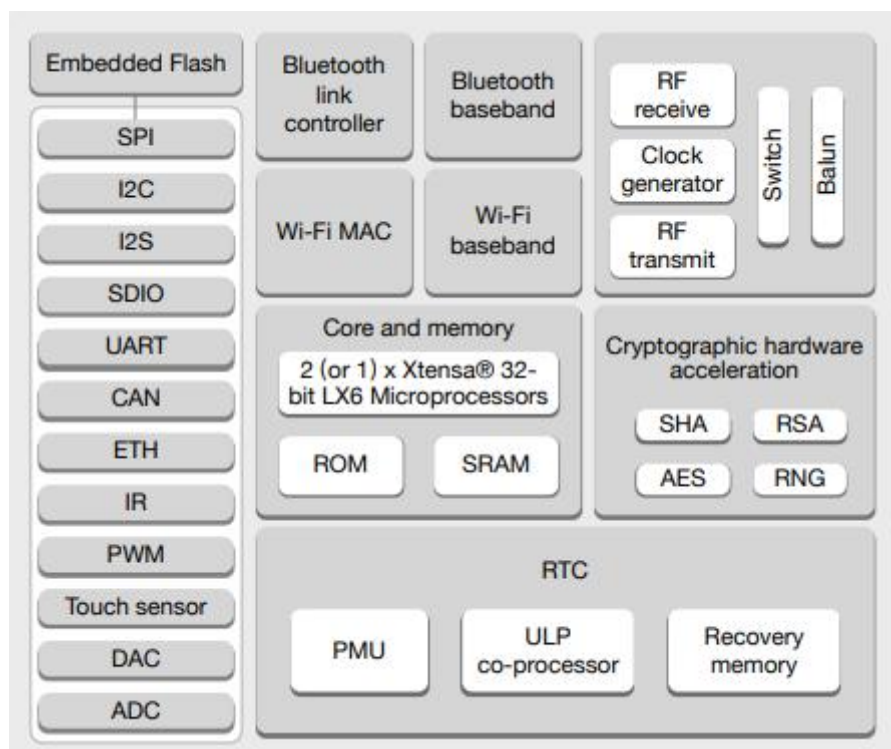 Embedded Flash
SPI
I2C
I2S
SDIO
UART
CAN
ETH
IR
PWM
Touch sensor
DAC
ADC
Bluetooth
link
controller
Bluetooth
baseband
Wi-Fi MAC
Wi-Fi
baseband
RF
receive
Clock
generator
RF
transmit
Switch
Balun
Core and memory
2 (or 1) x Xtensa® 32-
bit LX6 Microprocessors
ROM
SRAM
Cryptographic hardware
acceleration
SHA
RSA
AES
RNG
RTC
PMU
ULP
co-processor
Recovery
memory